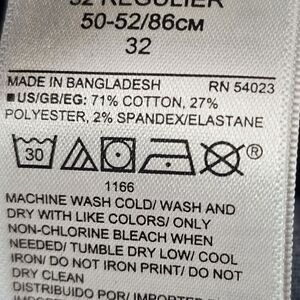 32 REGULIER
50-52/86CM
32
MADE IN BANGLADESH RN 54023
■US/GB/EG: 71% COTTON, 27%
POLYESTER, 2% SPANDEX/ELASTANE
30 ®
1166
MACHINE WASH COLD/ WASH AND
DRY WITH LIKE COLORS/ ONLY
NON-CHLORINE BLEACH WHEN
NEEDED/ TUMBLE DRY LOW/ COOL
IRON/ DO NOT IRON PRINT/ DO NOT
DRY CLEAN
DISTRIBUIDO POR/ IMPORTER